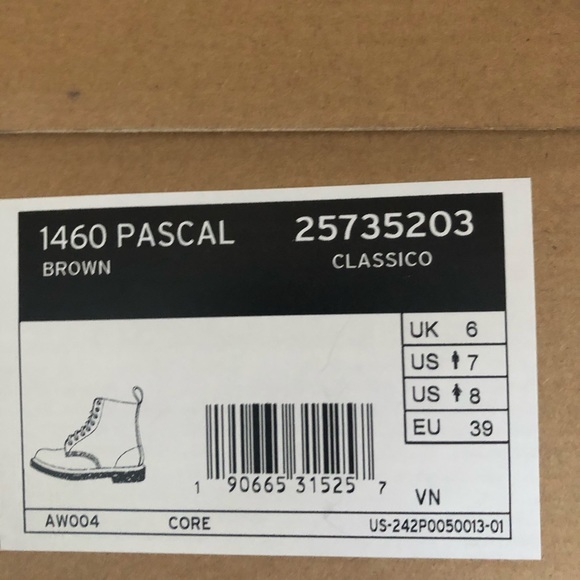 1460 PASCAL 25735203
BROWN CLASSICO
UK 6
US 7
US 8
EU 39
1 90665 31525 7
VN
AW004 CORE US-242P0050013-01